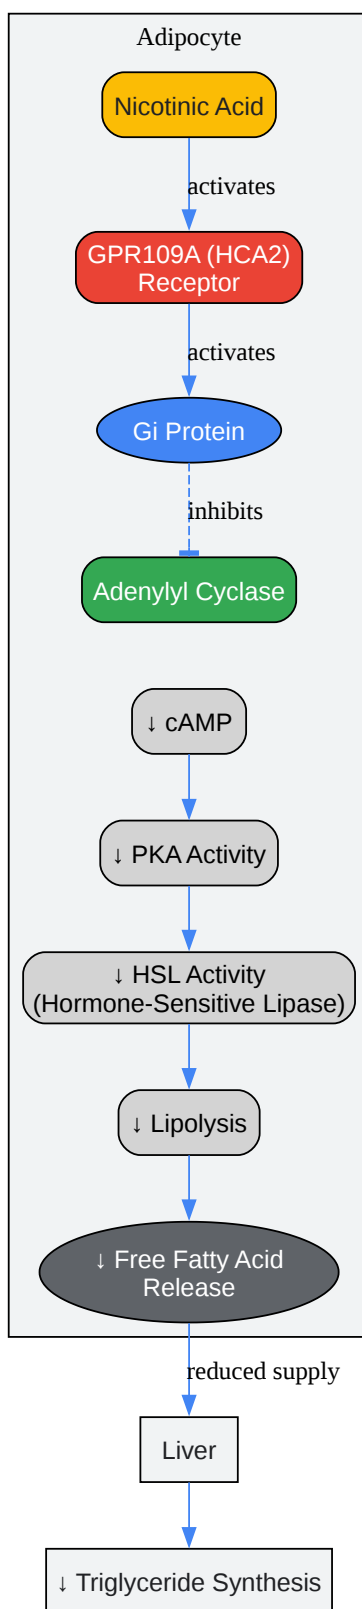 Adipocyte
Nicotinic Acid
activates
GPR109A (HCA2)
Receptor
activates
Gi Protein
inhibits
Adenylyl Cyclase
↓ cAMP
↓ PKA Activity
↓ HSL Activity
(Hormone-Sensitive Lipase)
↓ Lipolysis
↓ Free Fatty Acid
Release
reduced supply
Liver
↓ Triglyceride Synthesis